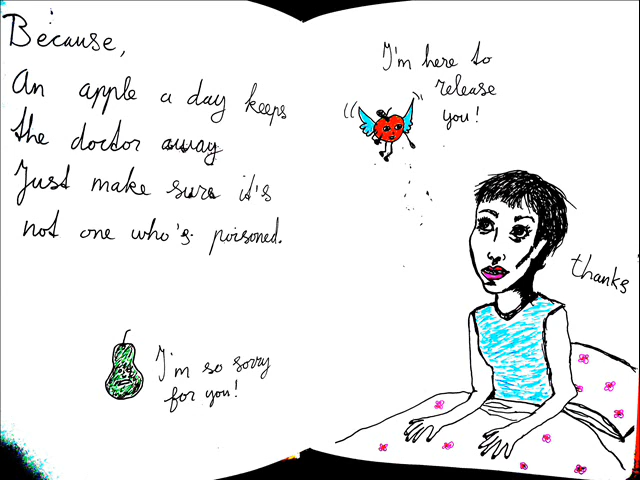 Because,
An apple a day keeps
the doctor away
Just make sure it's
not one who's poisoned.
I'm here to
release
you!
thanks
I'm so sorry
for you!